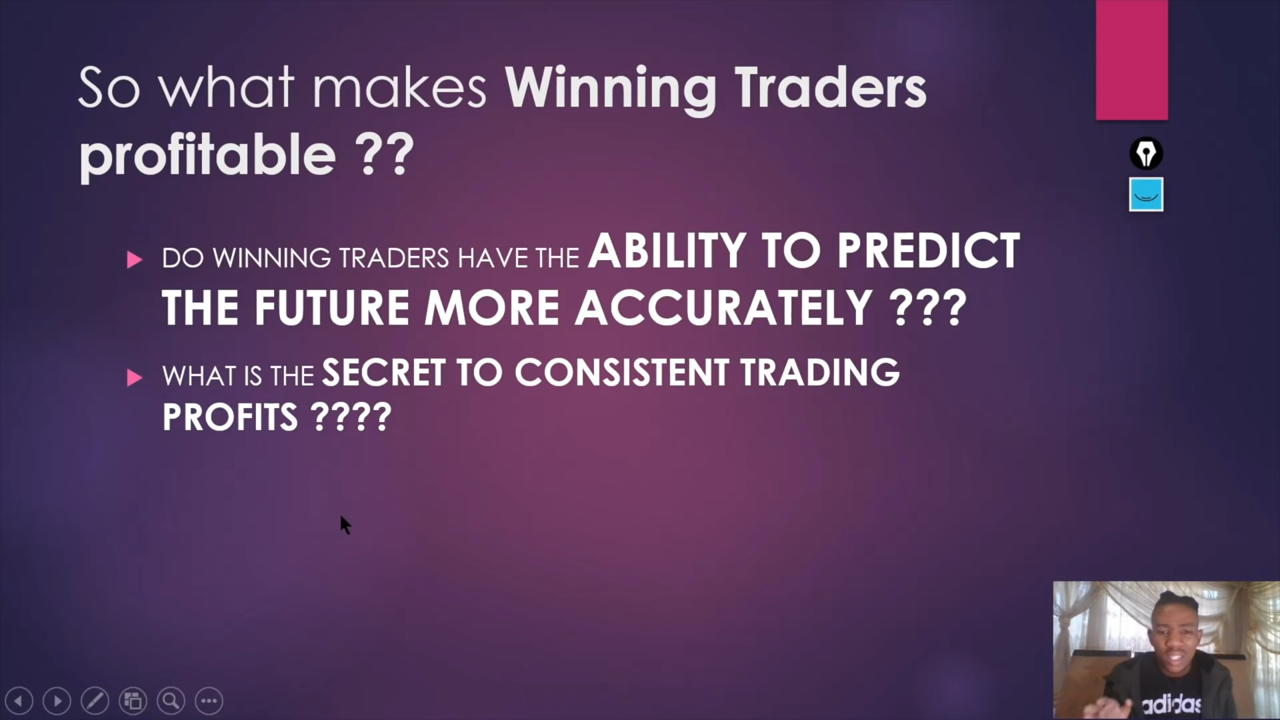 So what makes Winning Traders
profitable ??
DO WINNING TRADERS HAVE THE ABILITY TO PREDICT
THE FUTURE MORE ACCURATELY ???
WHAT IS THE SECRET TO CONSISTENT TRADING
PROFITS ????
adidas